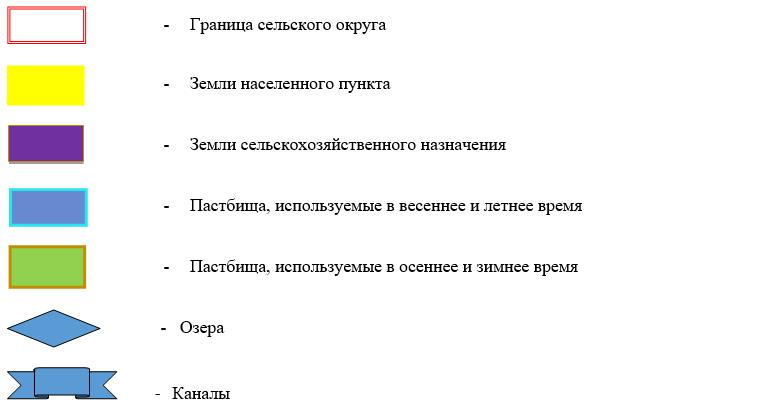 - Граница сельского округа
- Земли населенного пункта
- Земли сельскохозяйственного назначения
- Пастбища, используемые в весеннее и летнее время
- Пастбища, используемые в осеннее и зимнее время
- Озера
- Каналы